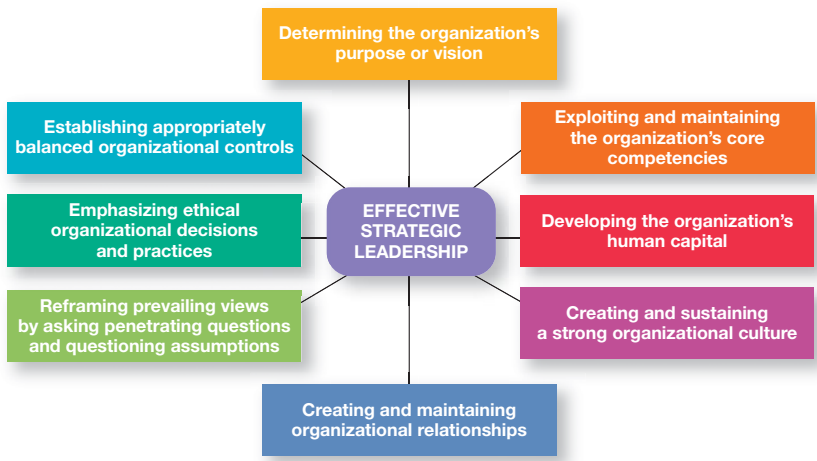 Determining the organization's
purpose or vision
Establishing appropriately
balanced organizational controls
Exploiting and maintaining
the organization's core
competencies
Emphasizing ethical
organizational decisions
and practices
EFFECTIVE
STRATEGIC
LEADERSHIP
Developing the organization's
human capital
Reframing prevailing views
by asking penetrating questions
and questioning assumptions
Creating and sustaining
a strong organizational culture
Creating and maintaining
organizational relationships